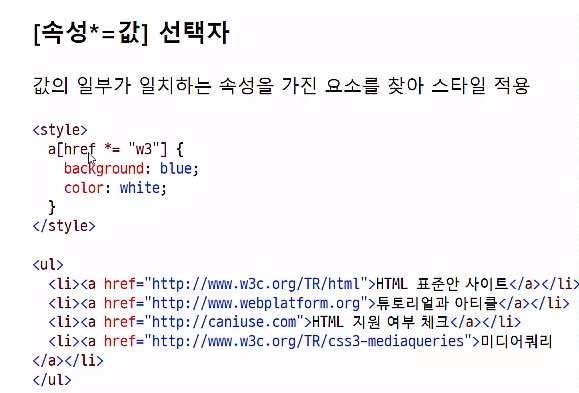 [속성*=값] 선택자
값의 일부가 일치하는 속성을 가진 요소를 찾아 스타일 적용
<style>
a[href *= "w3"] {
background: blue;
color: white;
}
</style>
<ul>
<li><a href="http://www.w3c.org/TR/html">HTML 표준안 사이트</a></li>
<li><a href="http://www.webplatform.org">튜토리얼과 아티클</a></li>
<li><a href="http://caniuse.com">HTML 지원 여부 체크</a></li>
<li><a href="http://www.w3c.org/TR/css3-mediaqueries">미디어쿼리
</a></li>
</ul>